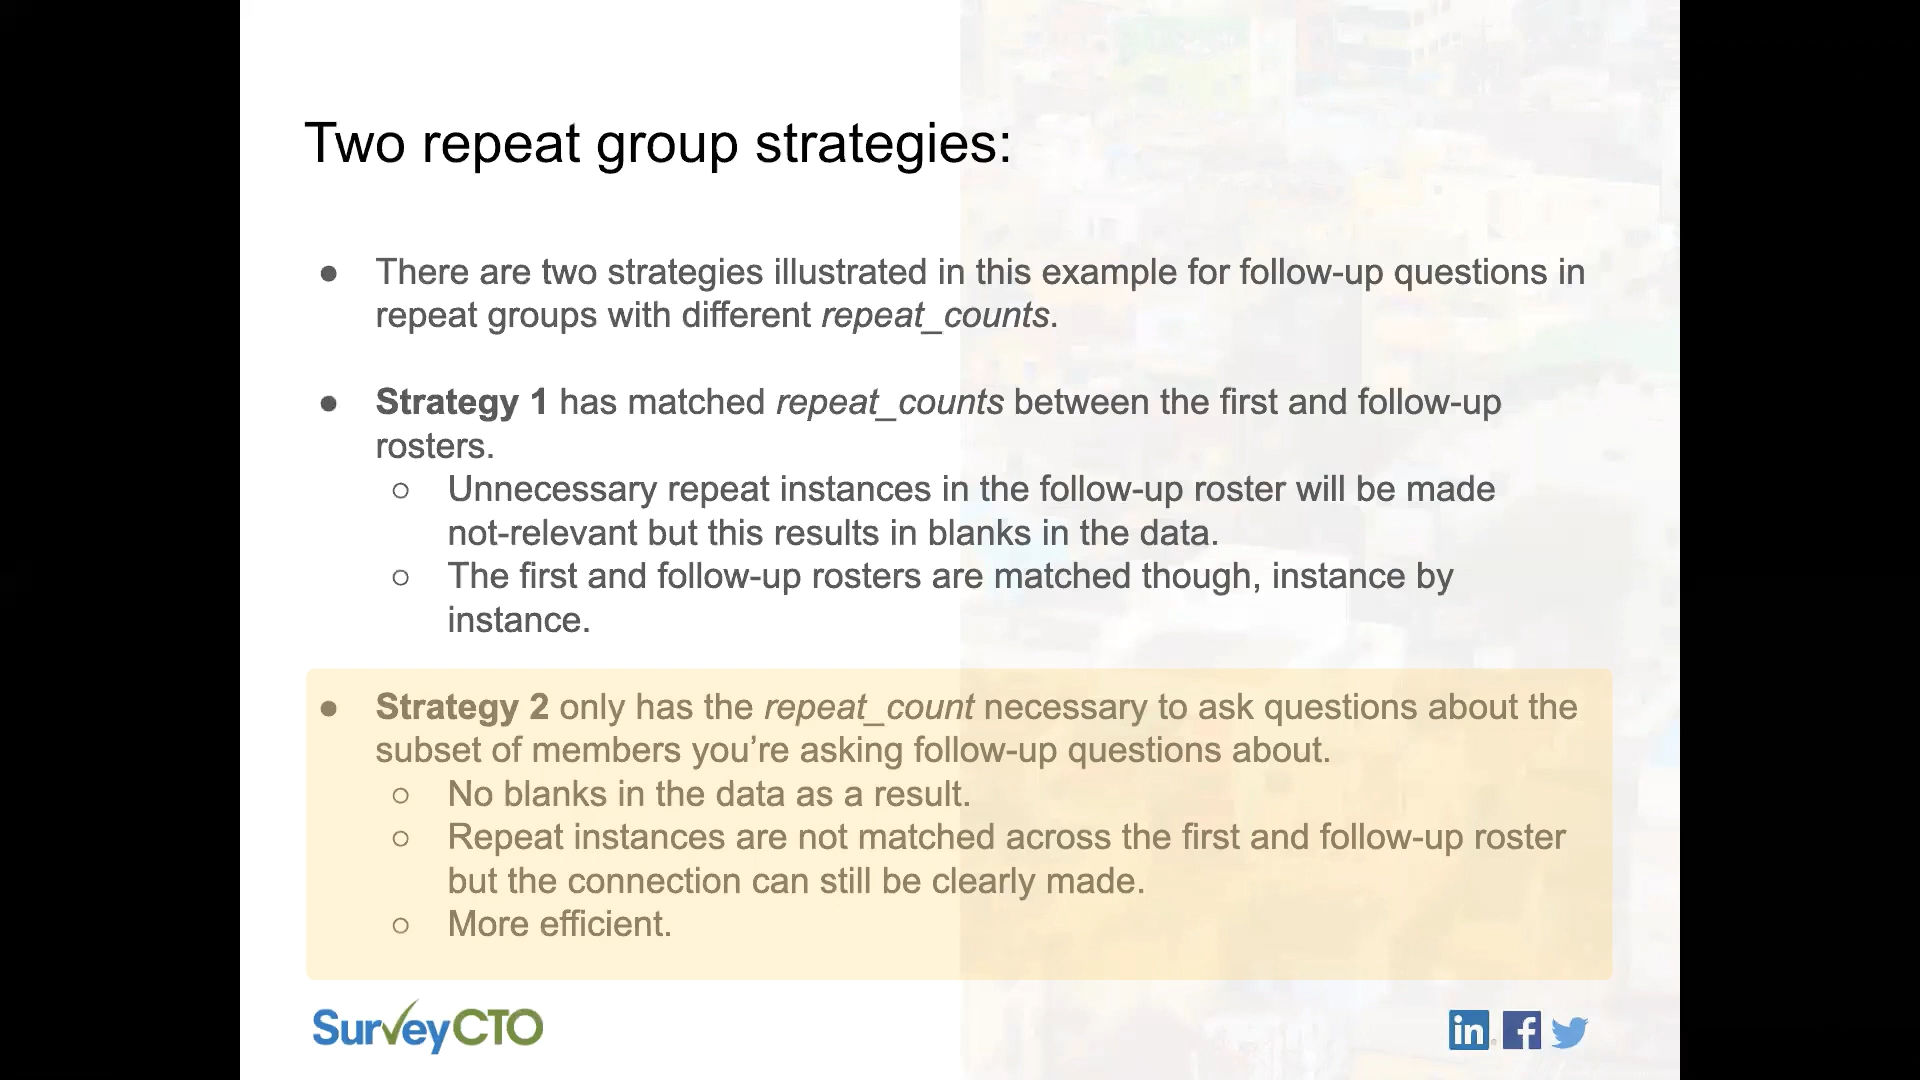 Two repeat group strategies:
● There are two strategies illustrated in this example for follow-up questions in
repeat groups with different repeat_counts.
● Strategy 1 has matched repeat_counts between the first and follow-up
rosters.
○ Unnecessary repeat instances in the follow-up roster will be made
not-relevant but this results in blanks in the data.
○ The first and follow-up rosters are matched though, instance by
instance.
● Strategy 2 only has the repeat_count necessary to ask questions about the
subset of members you’re asking follow-up questions about.
○ No blanks in the data as a result.
○ Repeat instances are not matched across the first and follow-up roster
but the connection can still be clearly made.
○ More efficient.
SurveyCTO
in f